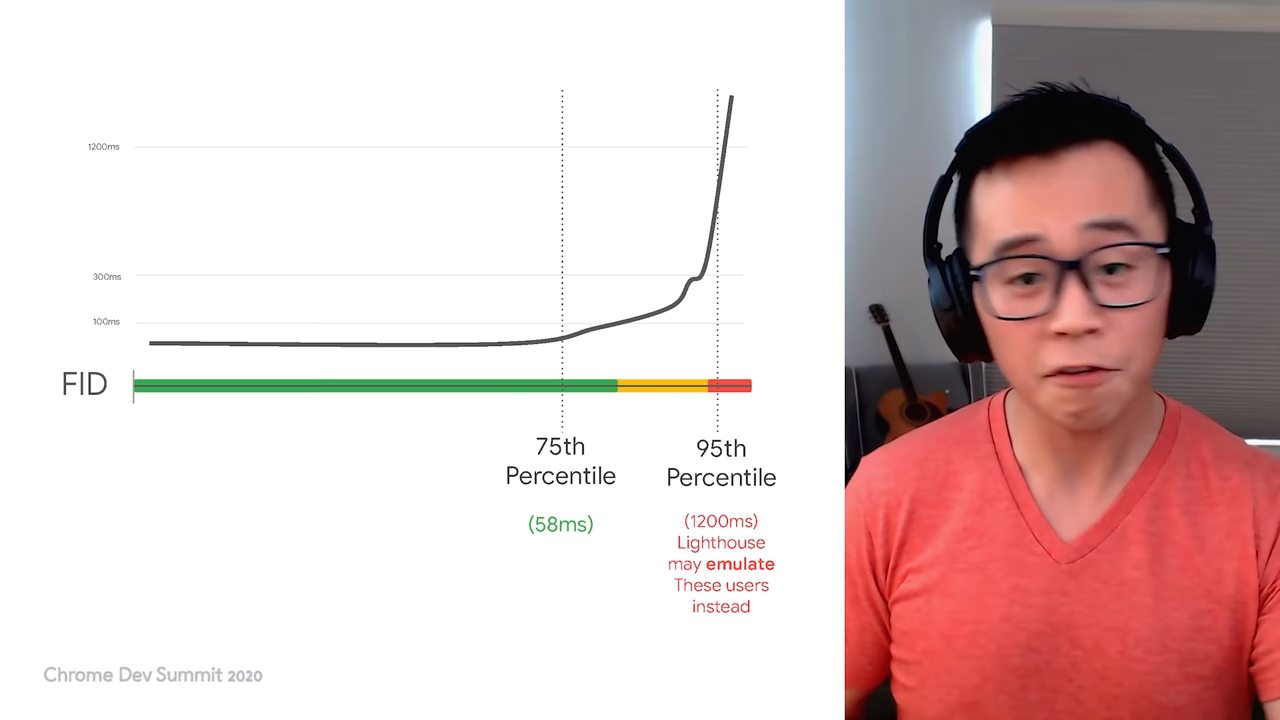 1200ms
300ms
100ms
FID
75th
Percentile
(58ms)
95th
Percentile
(1200ms)
Lighthouse
may emulate
These users
instead
Chrome Dev Summit 2020